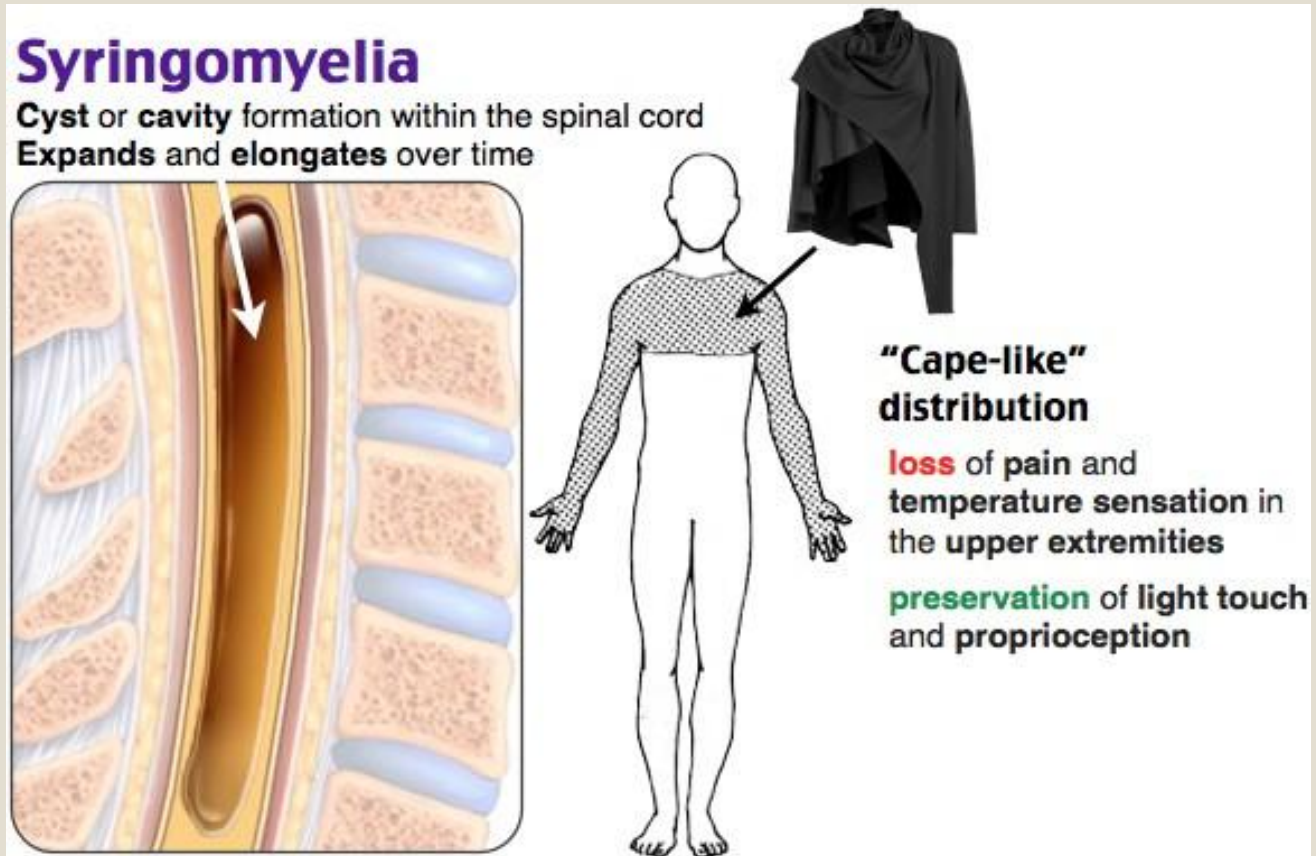 Syringomyelia
Cyst or cavity formation within the spinal cord
Expands and elongates over time
“Cape-like”
distribution
loss of pain and
temperature sensation in
the upper extremities
preservation of light touch
and proprioception